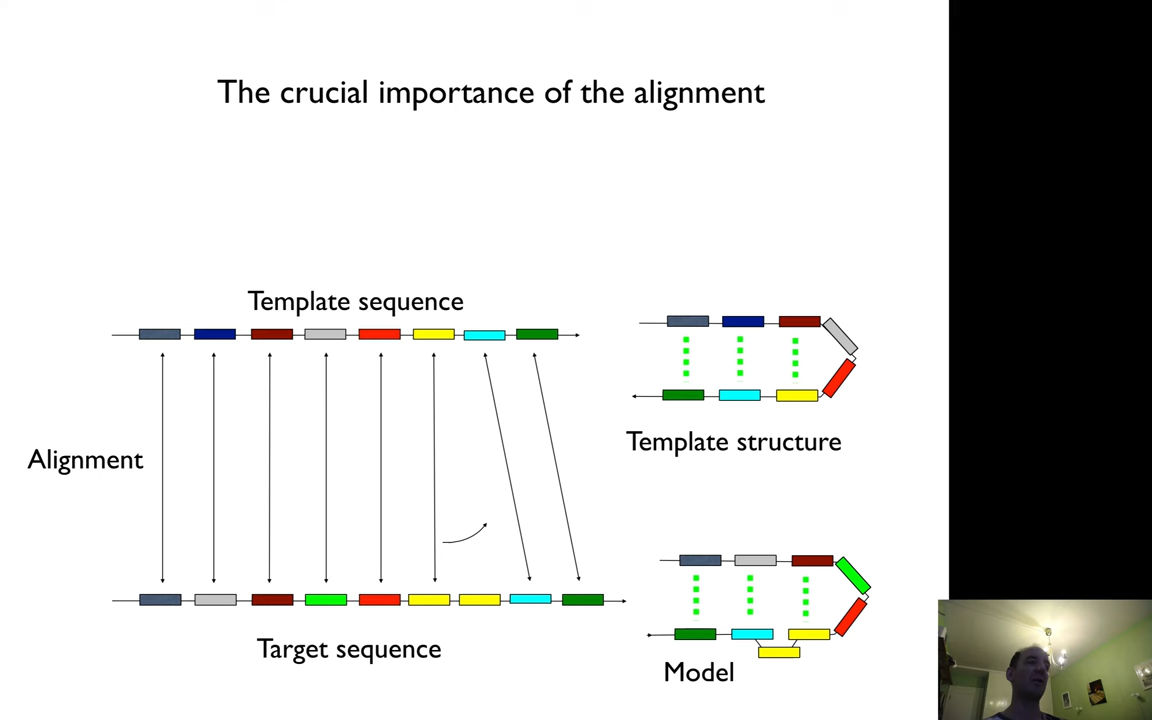 The crucial importance of the alignment
Template sequence
Alignment
Template structure
Target sequence
Model